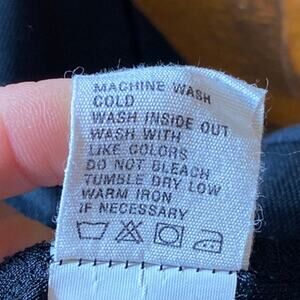 MACHINE WASH
COLD
WASH INSIDE OUT
WASH WITH
LIKE COLORS
DO NOT BLEACH
TUMBLE DRY LOW
WARM IRON
IF NECESSARY